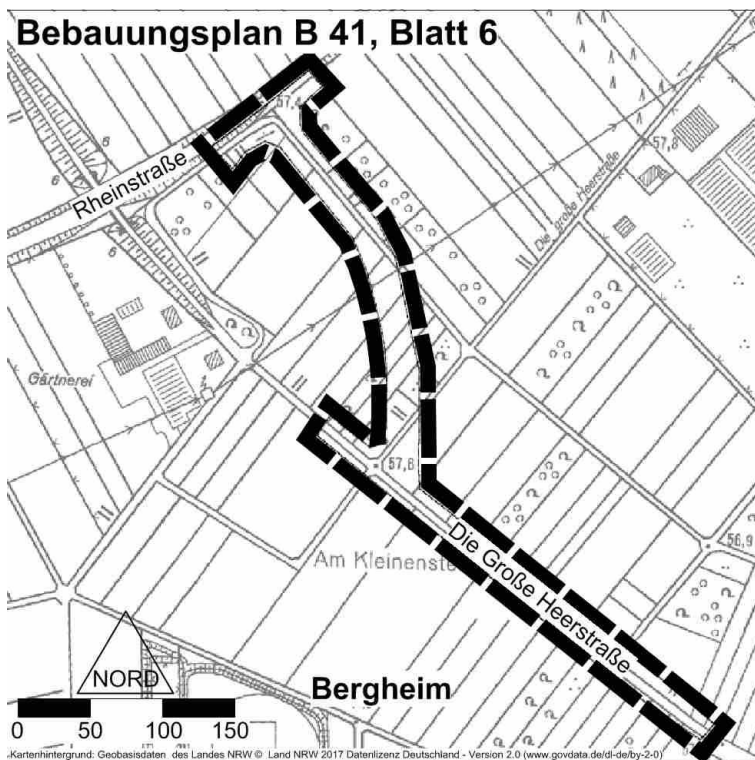 Bebauungsplan B 41, Blatt 6
57,4
6
Rheinstraße
6
6
57,8
Die große Heerstraße
Gärtnerei
57,8
Die Große Heerstraße
56,9
Am Kleinenste
NORD
Bergheim
0 50 100 150
Kartenhintergrund: Geobasisdaten des Landes NRW © Land NRW 2017 Datenlizenz Deutschland - Version 2.0 (www.govdata.de/dl-de/by-2-0)